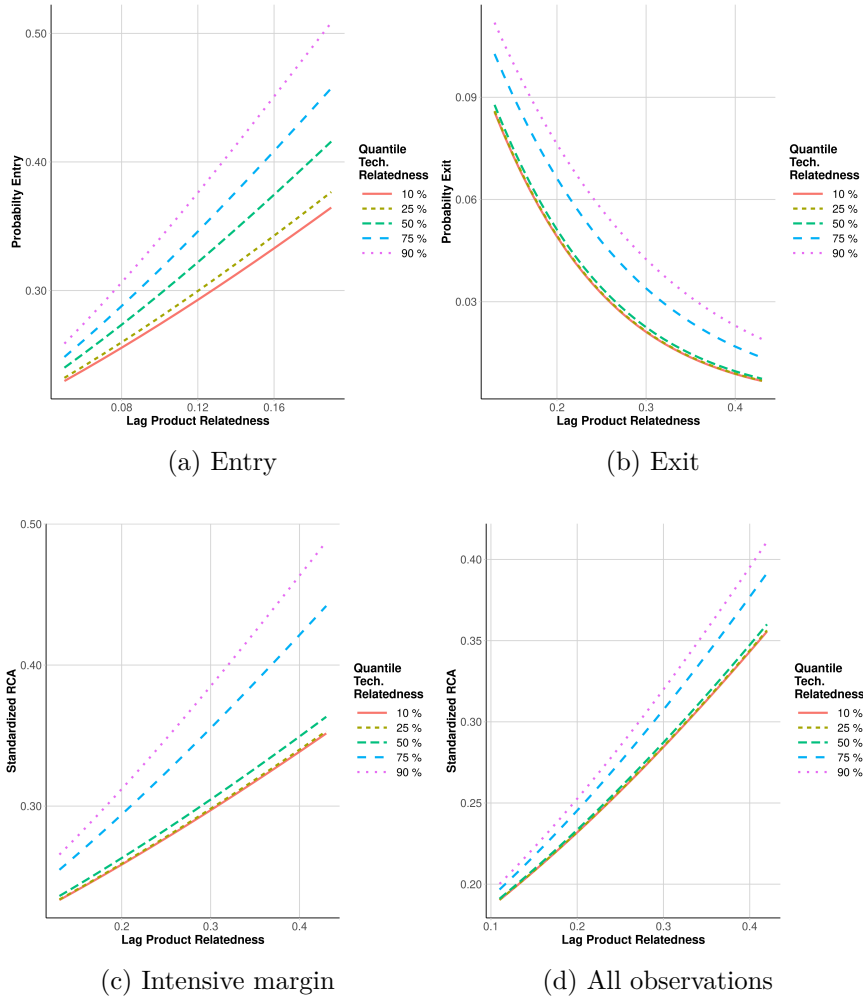 0.50
0.40
0.30
Probabilty Entry
0.08
0.12
0.16
Lag Product Relatedness
Quantile
Tech.
Relatedness
10 %
25 %
50 %
75 %
90 %
(a) Entry
0.09
0.06
0.03
Probabilty Exit
0.2
0.3
0.4
Lag Product Relatedness
Quantile
Tech.
Relatedness
10 %
25 %
50 %
75 %
90 %
(b) Exit
0.50
0.40
0.30
Standardized RCA
0.2
0.3
0.4
Lag Product Relatedness
Quantile
Tech.
Relatedness
10 %
25 %
50 %
75 %
90 %
(c) Intensive margin
0.40
0.35
0.30
0.25
0.20
Standardized RCA
0.1
0.2
0.3
0.4
Lag Product Relatedness
Quantile
Tech.
Relatedness
10 %
25 %
50 %
75 %
90 %
(d) All observations